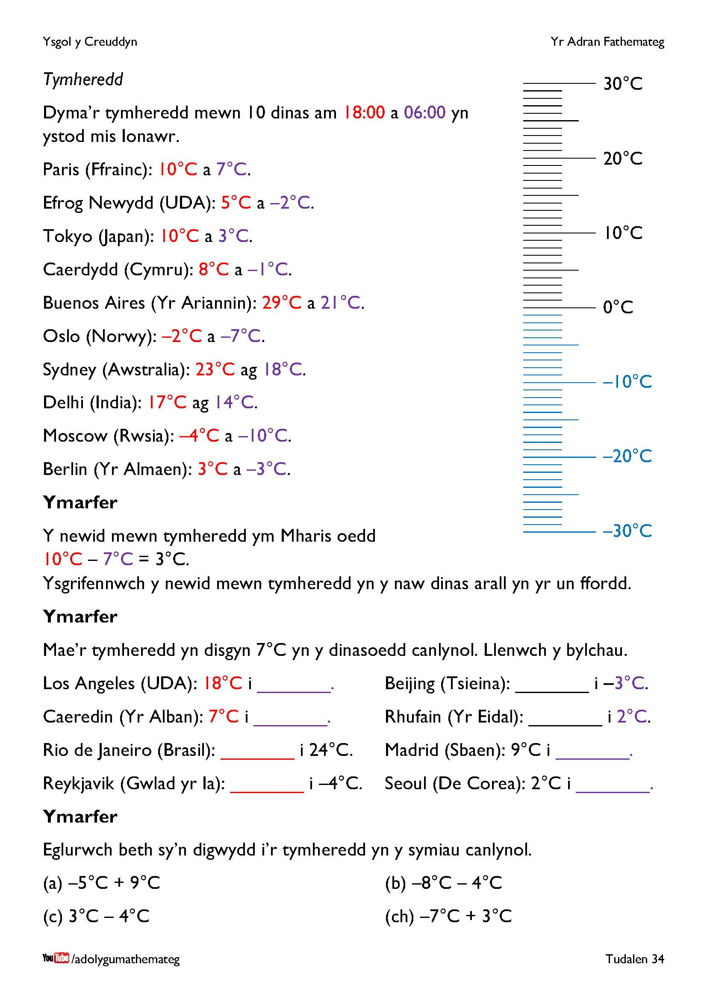 Ysgol y Creuddyn
Yr Adran Fathemateg
Tymheredd
Dyma’r tymheredd mewn 10 dinas am 18:00 a 06:00 yn
ystod mis Ionawr.
Paris (Ffrainc): 10°C a 7°C.
Efrog Newydd (UDA): 5°C a –2°C.
Tokyo (Japan): 10°C a 3°C.
Caerdydd (Cymru): 8°C a –1°C.
Buenos Aires (Yr Ariannin): 29°C a 21°C.
Oslo (Norwy): –2°C a –7°C.
Sydney (Awstralia): 23°C ag 18°C.
Delhi (India): 17°C ag 14°C.
Moscow (Rwsia): –4°C a –10°C.
Berlin (Yr Almaen): 3°C a –3°C.
30°C
20°C
10°C
0°C
–10°C
–20°C
–30°C
Ymarfer
Y newid mewn tymheredd ym Mharis oedd
10°C – 7°C = 3°C.
Ysgrifennwch y newid mewn tymheredd yn y naw dinas arall yn yr un ffordd.
Ymarfer
Mae’r tymheredd yn disgyn 7°C yn y dinasoedd canlynol. Llenwch y bylchau.
Los Angeles (UDA): 18°C i ________.
Beijing (Tsieina): ________ i –3°C.
Caeredin (Yr Alban): 7°C i ________.
Rhufain (Yr Eidal): ________ i 2°C.
Rio de Janeiro (Brasil): ________ i 24°C.
Madrid (Sbaen): 9°C i ________.
Reykjavik (Gwlad yr Ia): ________ i –4°C.
Seoul (De Corea): 2°C i ________.
Ymarfer
Eglurwch beth sy’n digwydd i’r tymheredd yn y symiau canlynol.
(a) –5°C + 9°C
(b) –8°C – 4°C
(c) 3°C – 4°C
(ch) –7°C + 3°C
YouTube /adolygumathemateg
Tudalen 34